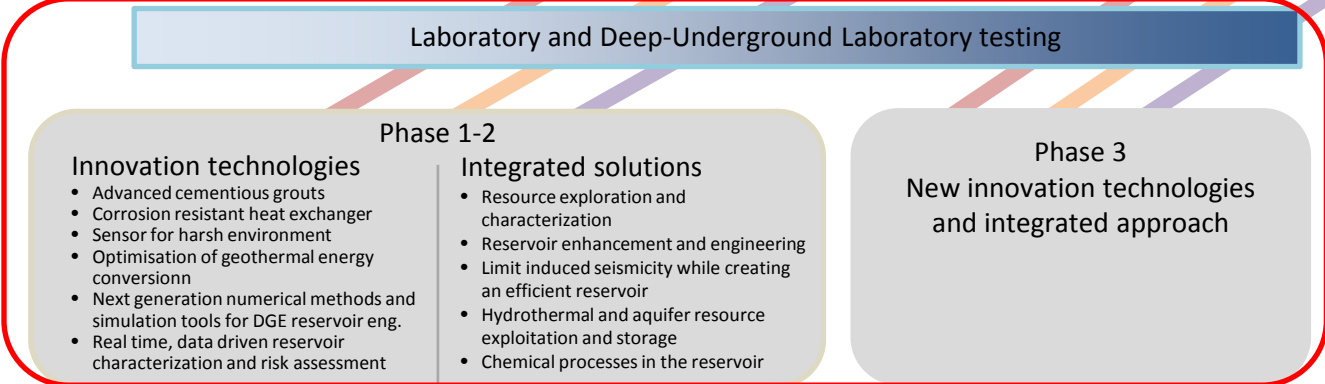 Laboratory and Deep-Underground Laboratory testing
Phase 1-2
Innovation technologies
• Advanced cementious grouts
• Corrosion resistant heat exchanger
• Sensor for harsh environment
• Optimisation of geothermal energy
conversionn
• Next generation numerical methods and
simulation tools for DGE reservoir eng.
• Real time, data driven reservoir
characterization and risk assessment
Integrated solutions
• Resource exploration and
characterization
• Reservoir enhancement and engineering
• Limit induced seismicity while creating
an efficient reservoir
• Hydrothermal and aquifer resource
exploitation and storage
• Chemical processes in the reservoir
Phase 3
New innovation technologies
and integrated approach